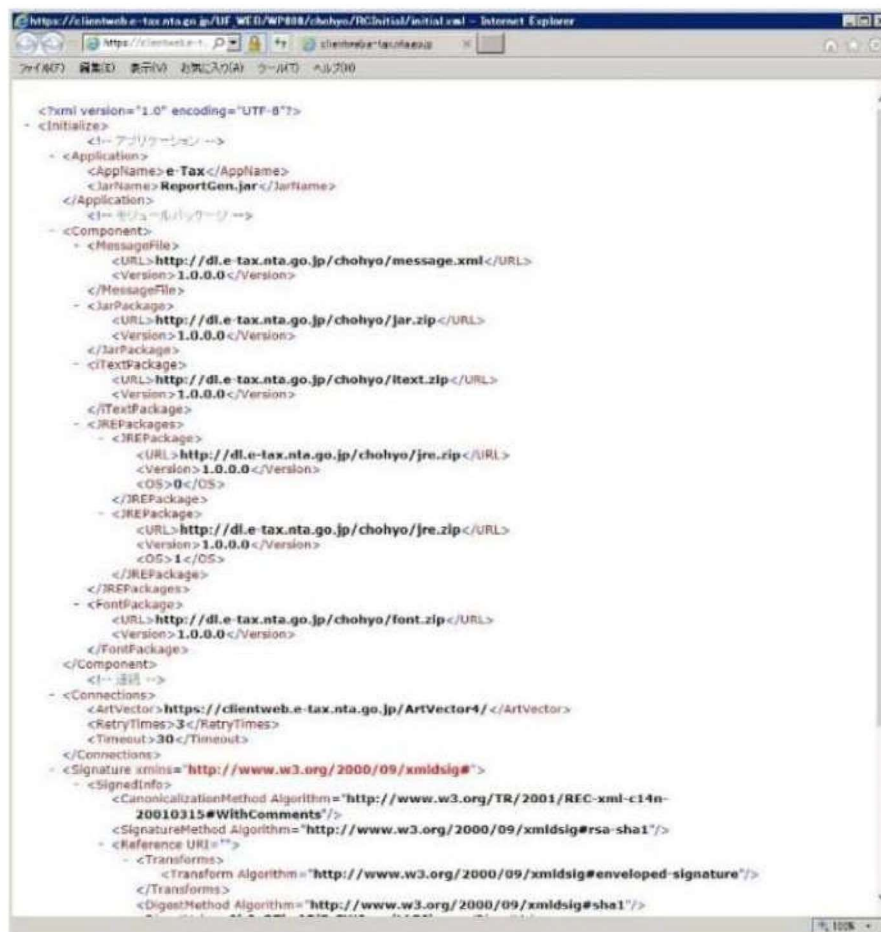 https://clientweb.e-tax.nta.go.jp/UF_WEB/WP000/chohyo/RCInitial/initial.xml - Internet Explorer
https://clientweb.e-t...
clientweb.e-tax.nta.go.jp
ファイル(F) 編集(E) 表示(V) お気に入り(A) ツール(T) ヘルプ(H)
<?xml version="1.0" encoding="UTF-8"?>
- <Initialize>
<!-- アプリケーション -->
- <Application>
<AppName>e-Tax</AppName>
<JarName>ReportGen.jar</JarName>
</Application>
<!-- モジュールパッケージ -->
- <Component>
- <MessageFile>
<URL>http://dl.e-tax.nta.go.jp/chohyo/message.xml</URL>
<Version>1.0.0.0</Version>
</MessageFile>
- <JarPackage>
<URL>http://dl.e-tax.nta.go.jp/chohyo/jar.zip</URL>
<Version>1.0.0.0</Version>
</JarPackage>
- <iTextPackage>
<URL>http://dl.e-tax.nta.go.jp/chohyo/itext.zip</URL>
<Version>1.0.0.0</Version>
</iTextPackage>
- <JREPackages>
- <JREPackage>
<URL>http://dl.e-tax.nta.go.jp/chohyo/jre.zip</URL>
<Version>1.0.0.0</Version>
<OS>0</OS>
</JREPackage>
- <JREPackage>
<URL>http://dl.e-tax.nta.go.jp/chohyo/jre.zip</URL>
<Version>1.0.0.0</Version>
<OS>1</OS>
</JREPackage>
</JREPackages>
- <FontPackage>
<URL>http://dl.e-tax.nta.go.jp/chohyo/font.zip</URL>
<Version>1.0.0.0</Version>
</FontPackage>
</Component>
<!-- 接続 -->
- <Connections>
<ArtVector>https://clientweb.e-tax.nta.go.jp/ArtVector4/</ArtVector>
<RetryTimes>3</RetryTimes>
<Timeout>30</Timeout>
</Connections>
- <Signature xmlns="http://www.w3.org/2000/09/xmldsig#">
- <SignedInfo>
<CanonicalizationMethod Algorithm="http://www.w3.org/TR/2001/REC-xml-c14n-
20010315#WithComments"/>
<SignatureMethod Algorithm="http://www.w3.org/2000/09/xmldsig#rsa-sha1"/>
- <Reference URI="">
- <Transforms>
<Transform Algorithm="http://www.w3.org/2000/09/xmldsig#enveloped-signature"/>
</Transforms>
<DigestMethod Algorithm="http://www.w3.org/2000/09/xmldsig#sha1"/>
100%